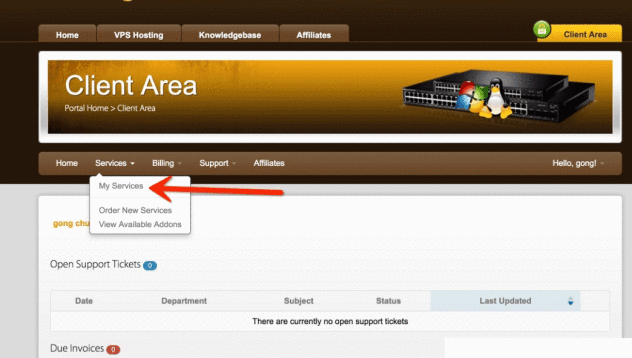 Home VPS Hosting Knowledgebase Affiliates Client Area
Client Area
Portal Home > Client Area
Home Services Billing Support Affiliates Hello, gong!
My Services
Order New Services
View Available Addons
gong chu
Open Support Tickets 0
Date Department Subject Status Last Updated
There are currently no open support tickets
Due Invoices 0